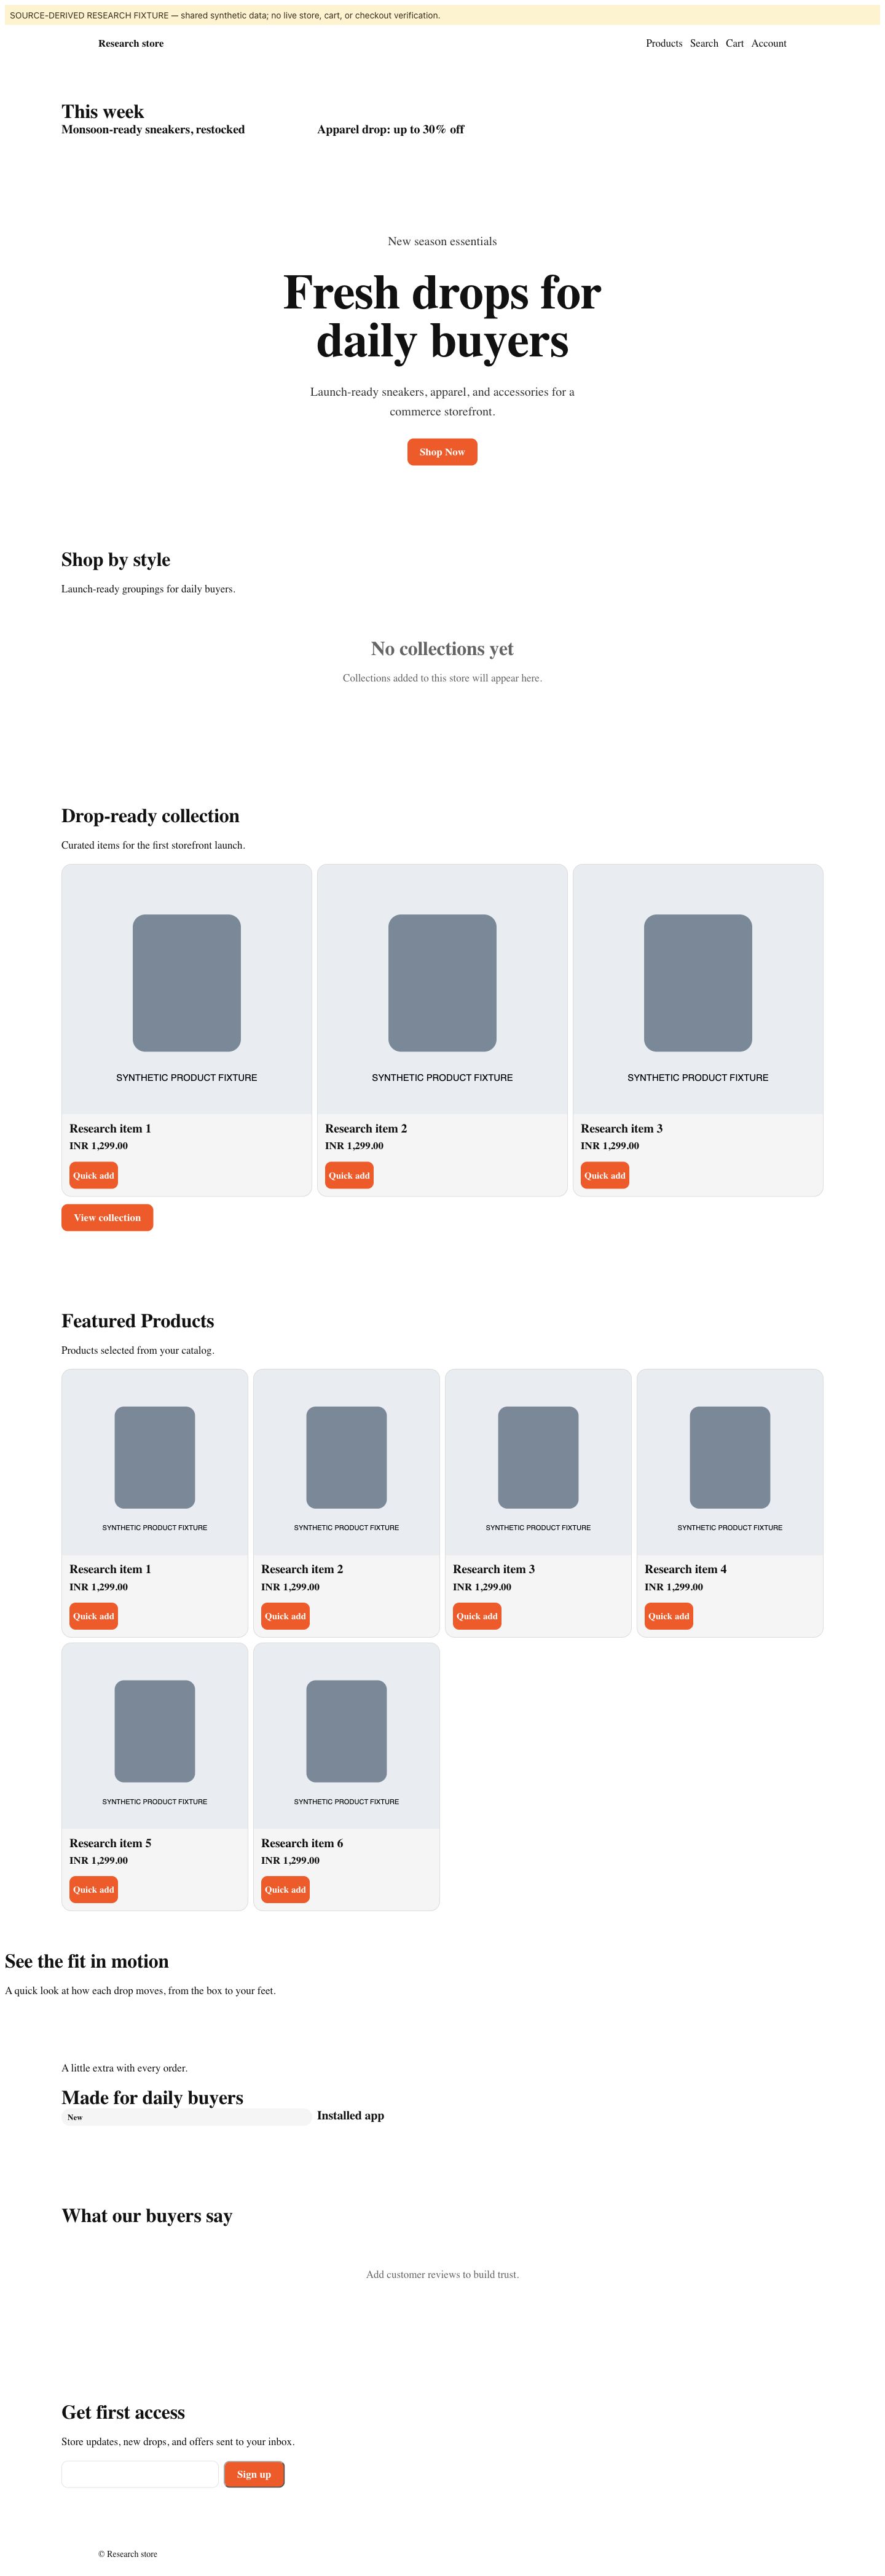 SOURCE-DERIVED RESEARCH FIXTURE — shared synthetic data; no live store, cart, or checkout verification.
Research store
Products Search Cart Account
This week
Monsoon-ready sneakers, restocked
Apparel drop: up to 30% off
New season essentials
Fresh drops for
daily buyers
Launch-ready sneakers, apparel, and accessories for a
commerce storefront.
Shop Now
Shop by style
Launch-ready groupings for daily buyers.
No collections yet
Collections added to this store will appear here.
Drop-ready collection
Curated items for the first storefront launch.
SYNTHETIC PRODUCT FIXTURE
Research item 1
INR 1,299.00
Quick add
SYNTHETIC PRODUCT FIXTURE
Research item 2
INR 1,299.00
Quick add
SYNTHETIC PRODUCT FIXTURE
Research item 3
INR 1,299.00
Quick add
View collection
Featured Products
Products selected from your catalog.
SYNTHETIC PRODUCT FIXTURE
Research item 1
INR 1,299.00
Quick add
SYNTHETIC PRODUCT FIXTURE
Research item 2
INR 1,299.00
Quick add
SYNTHETIC PRODUCT FIXTURE
Research item 3
INR 1,299.00
Quick add
SYNTHETIC PRODUCT FIXTURE
Research item 4
INR 1,299.00
Quick add
SYNTHETIC PRODUCT FIXTURE
Research item 5
INR 1,299.00
Quick add
SYNTHETIC PRODUCT FIXTURE
Research item 6
INR 1,299.00
Quick add
See the fit in motion
A quick look at how each drop moves, from the box to your feet.
A little extra with every order.
Made for daily buyers
New
Installed app
What our buyers say
Add customer reviews to build trust.
Get first access
Store updates, new drops, and offers sent to your inbox.
Sign up
© Research store